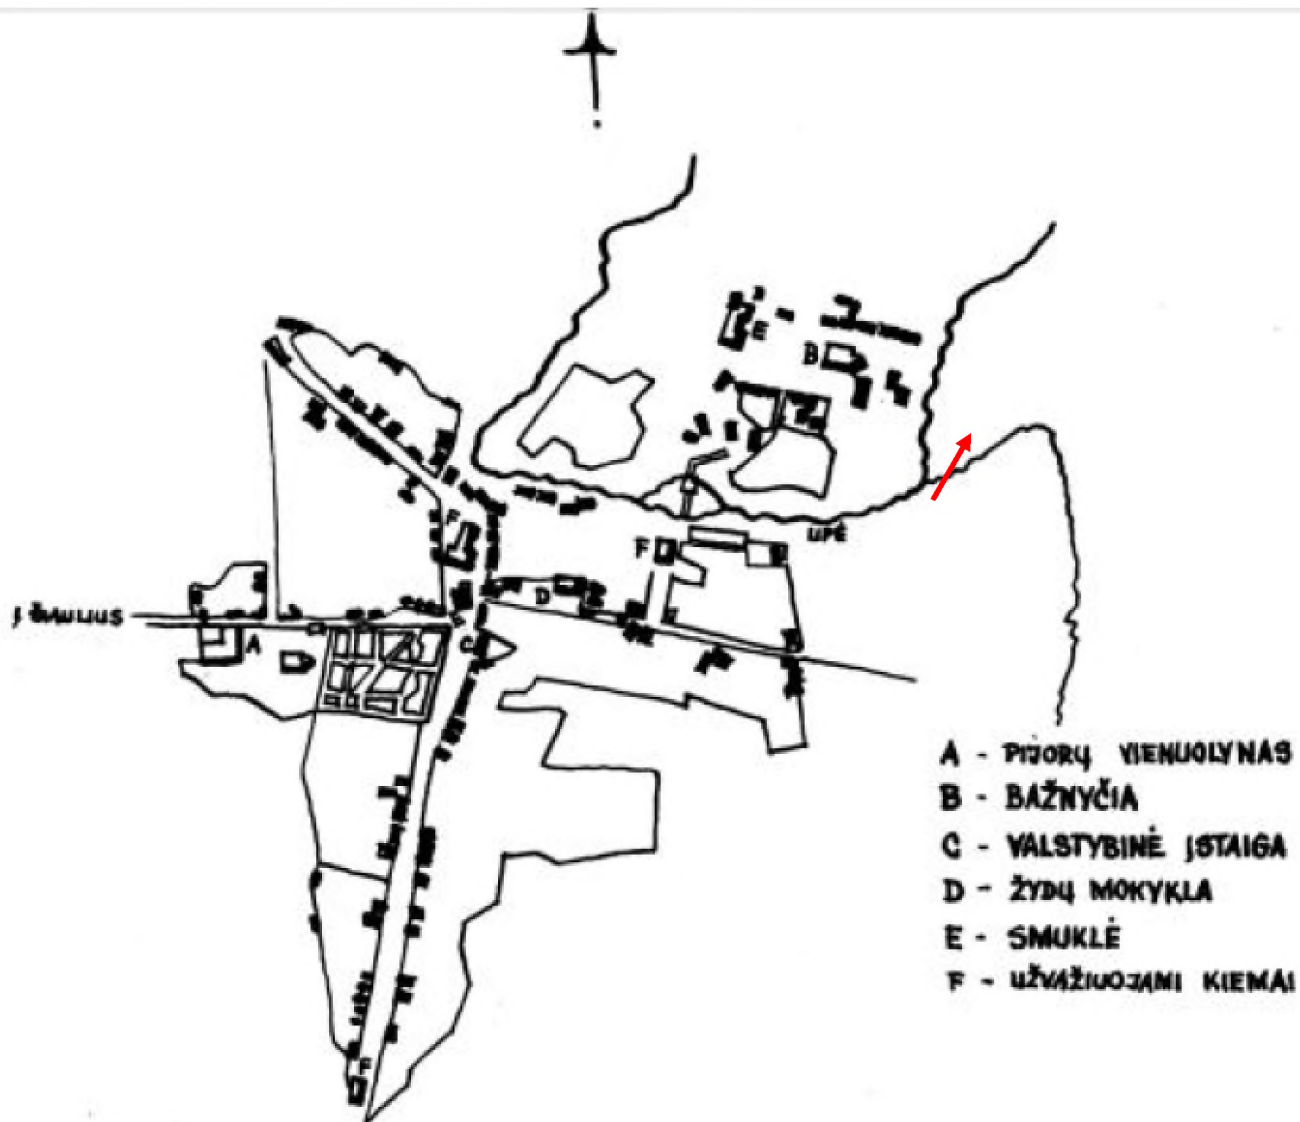 E
B
F
UPĖ
F
D
Į ŠIAULIUS
C
A
A - PIJORŲ VIENUOLYNAS
B - BAŽNYČIA
C - VALSTYBINĖ ĮSTAIGA
D - ŽYDŲ MOKYKLA
E - SMUKLĖ
F - UŽVAŽIUOJAMI KIEMAI
F